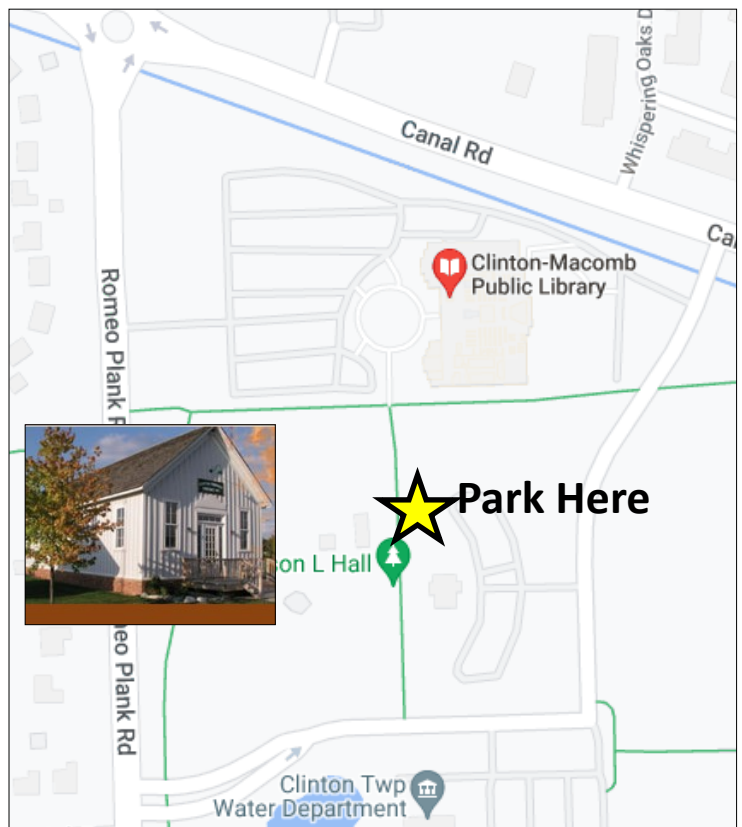 Whispering Oaks D
Canal Rd
Ca
Clinton-Macomb
Public Library
Romeo Plank R
Park Here
son L Hall
meo Plank Rd
Clinton Twp
Water Department